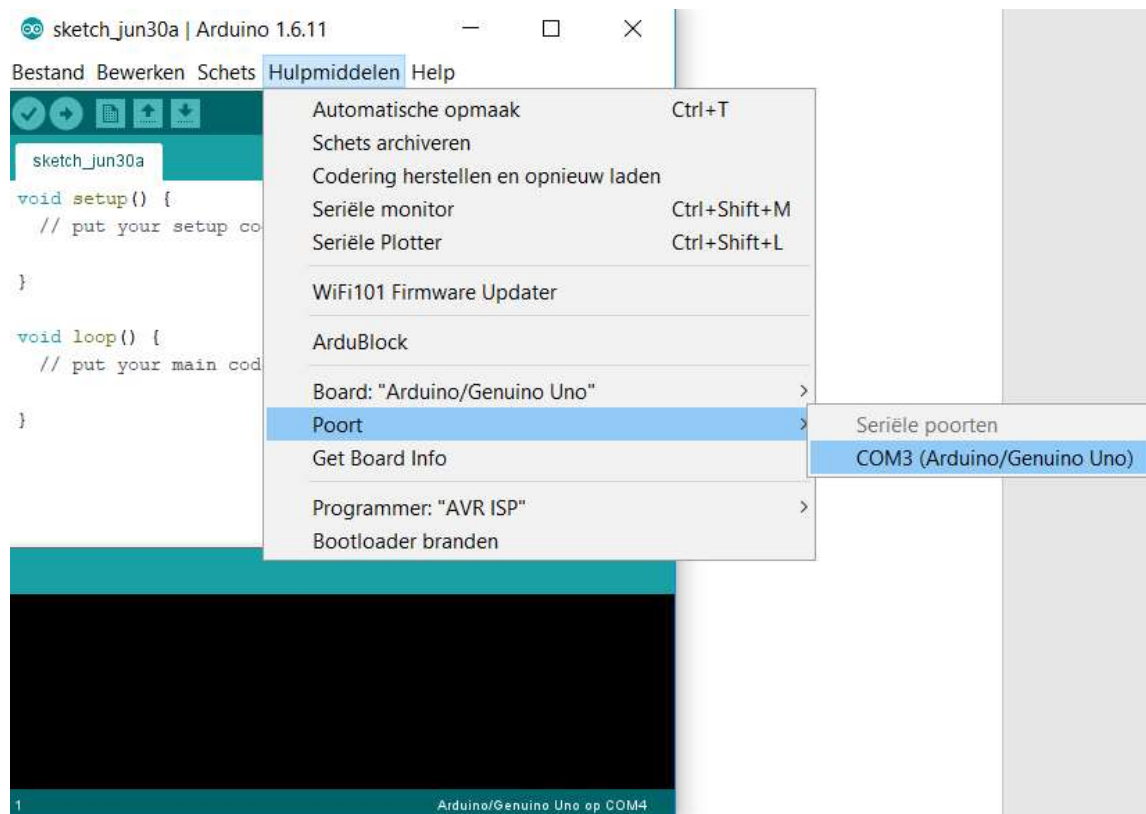 sketch_jun30a | Arduino 1.6.11
Bestand Bewerken Schets Hulpmiddelen Help
sketch_jun30a
void setup() {
// put your setup co
}
void loop() {
// put your main cod
}
Automatische opmaak Ctrl+T
Schets archiveren
Codering herstellen en opnieuw laden
Seriële monitor Ctrl+Shift+M
Seriële Plotter Ctrl+Shift+L
WiFi101 Firmware Updater
ArduBlock
Board: "Arduino/Genuino Uno"
Poort
Get Board Info
Programmer: "AVR ISP"
Bootloader branden
Seriële poorten
COM3 (Arduino/Genuino Uno)
1 Arduino/Genuino Uno op COM4